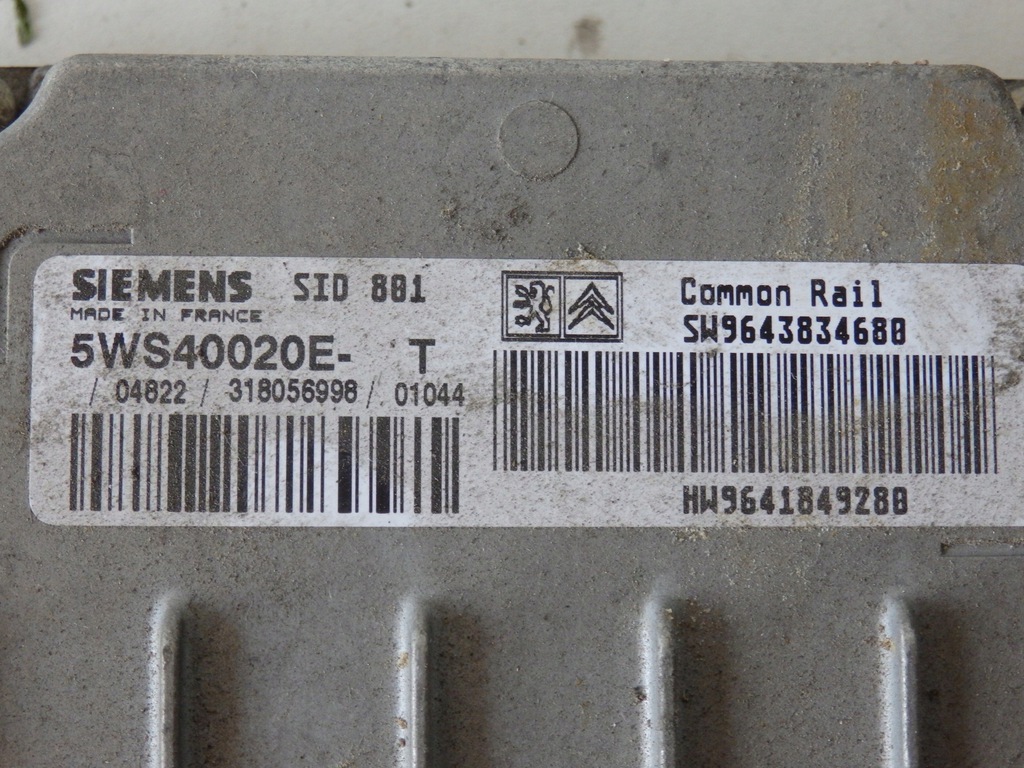 SIEMENS SID 801
MADE IN FRANCE
5WS40020E- T
/ 04822 / 318056998 / 01044
Common Rail
SW9643834680
HW9641849280